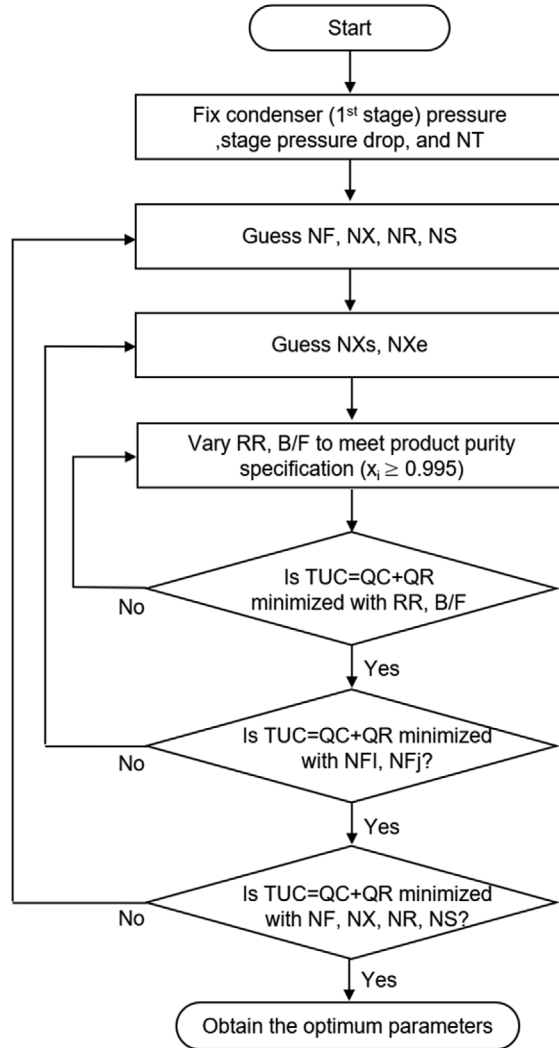 Start
Fix condenser (1st stage) pressure
,stage pressure drop, and NT
Guess NF, NX, NR, NS
Guess NXs, NXe
Vary RR, B/F to meet product purity
specification (xi ≥ 0.995)
Is TUC=QC+QR
minimized with RR, B/F
No
Yes
Is TUC=QC+QR minimized
with NFI, NFj?
No
Yes
Is TUC=QC+QR minimized
with NF, NX, NR, NS?
No
Yes
Obtain the optimum parameters